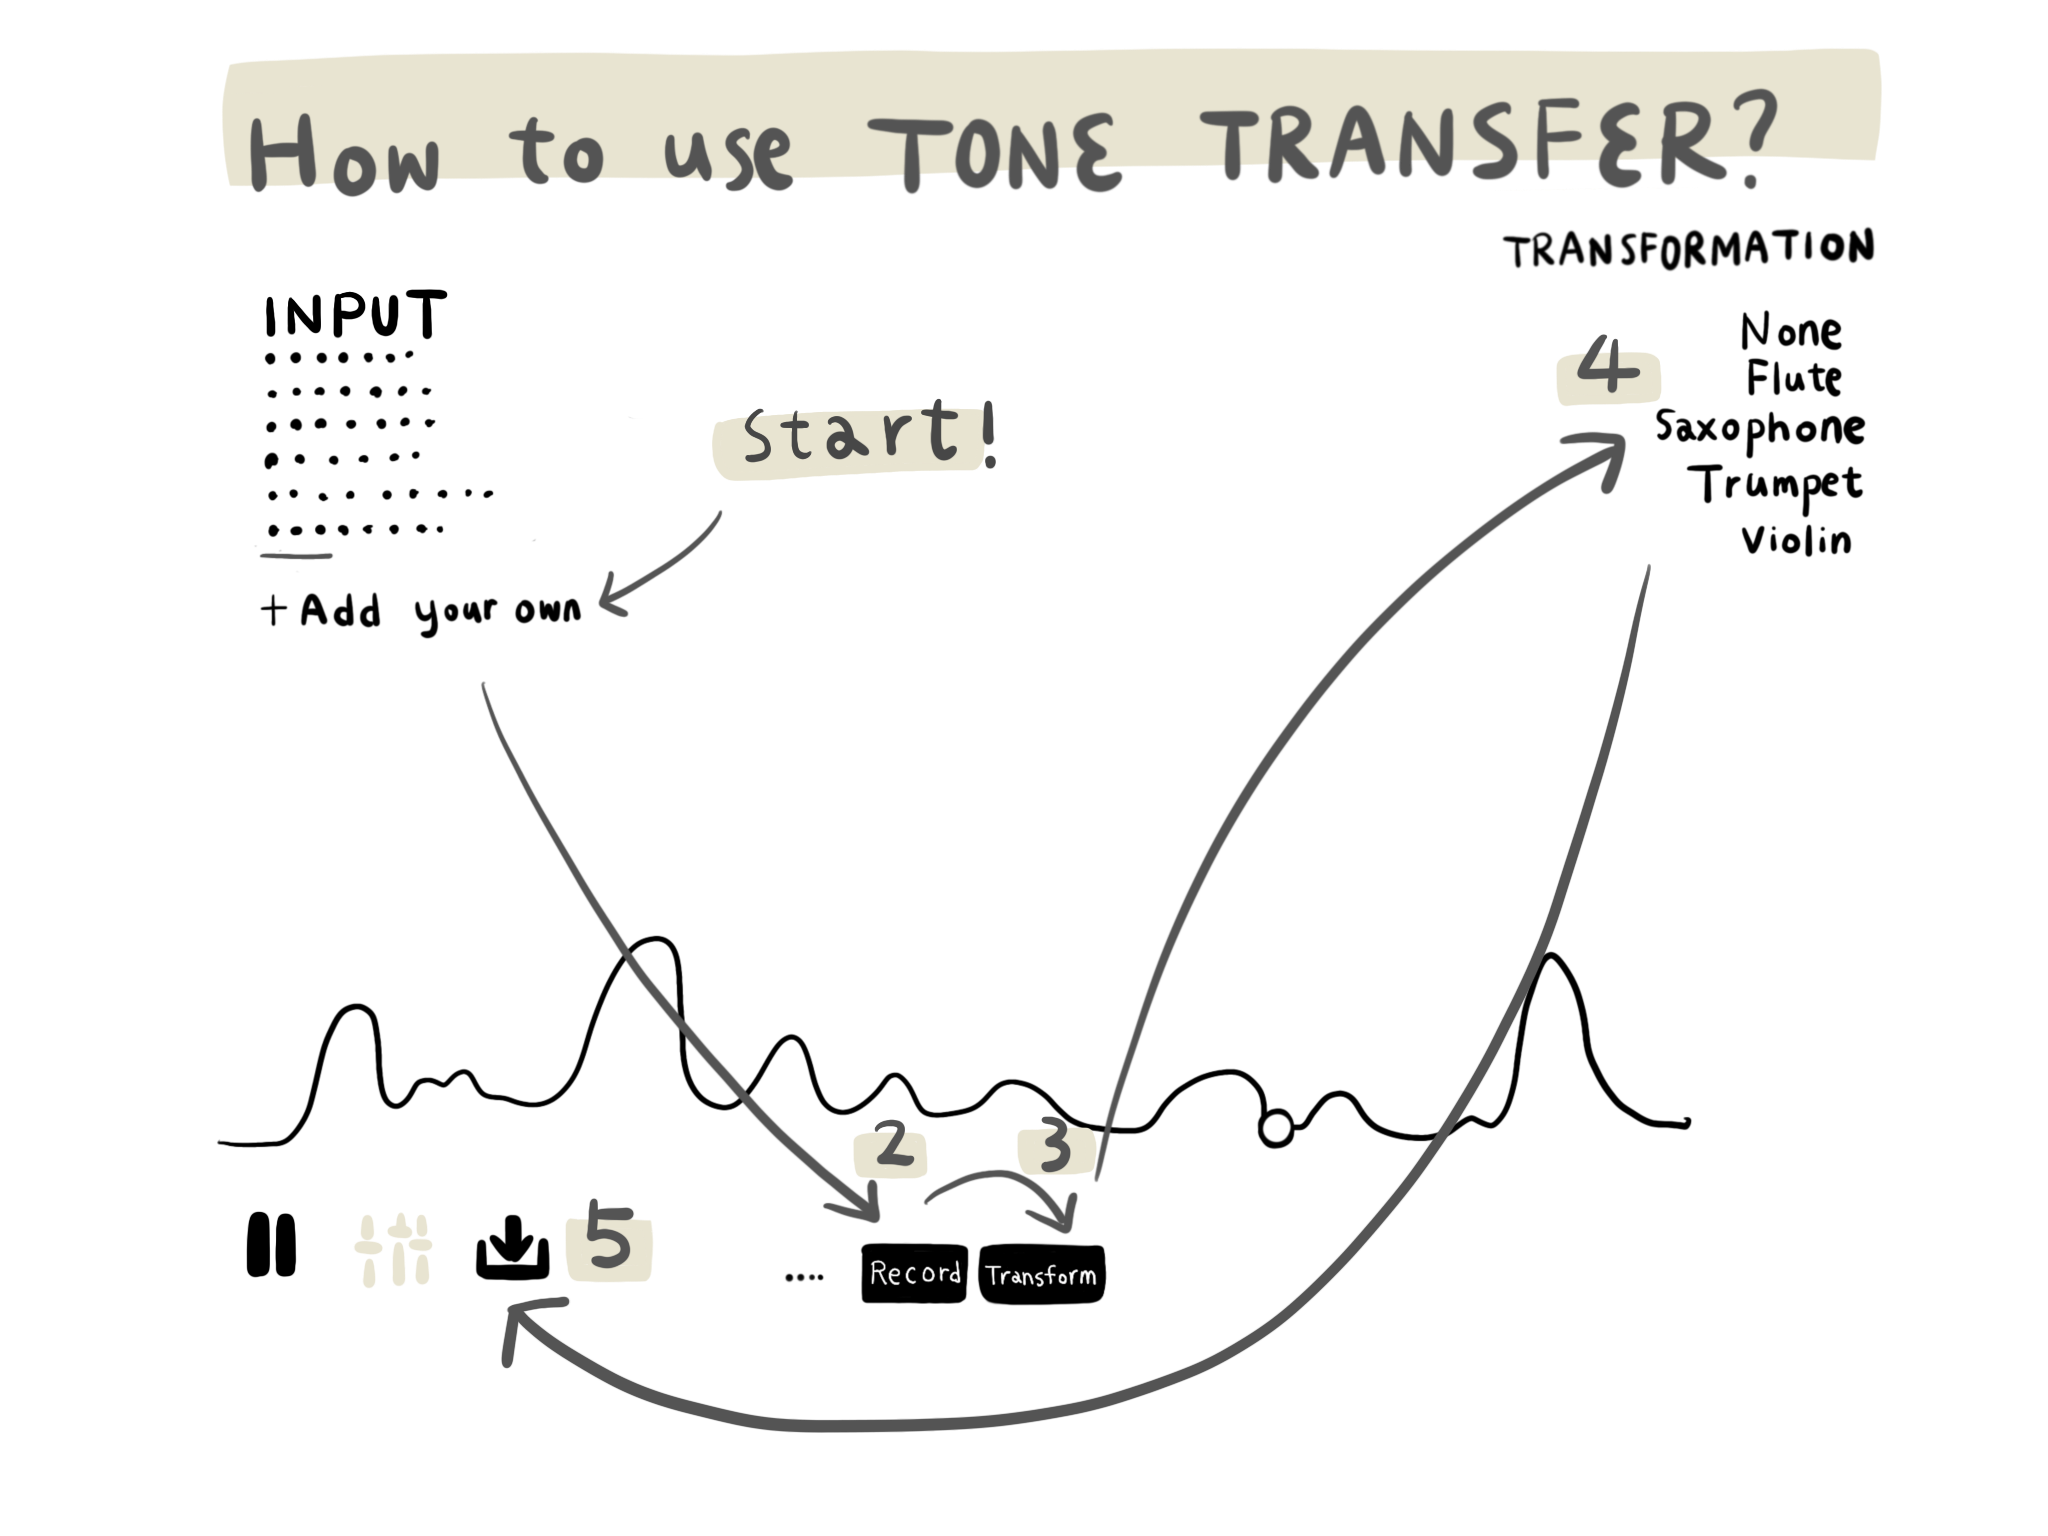 How to use TONE TRANSFER?
TRANSFORMATION
INPUT
Start!
+ Add your own
4
None
Flute
Saxophone
Trumpet
Violin
2
3
5
.... Record Transform